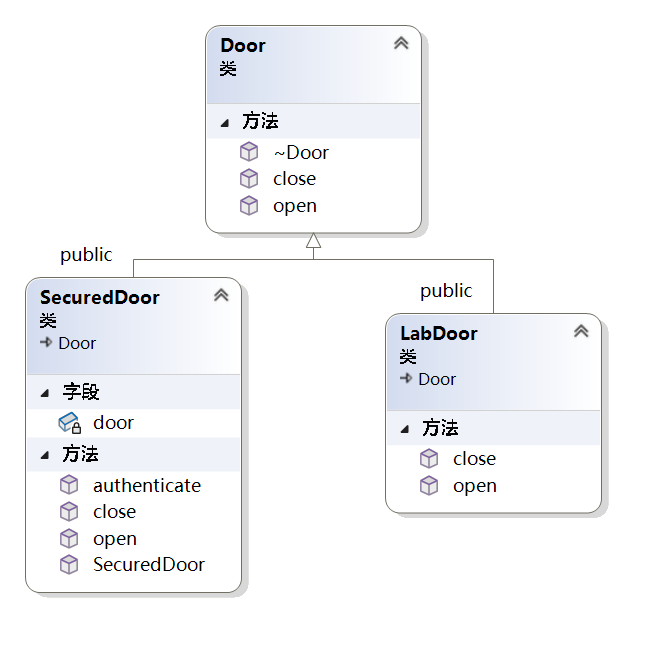 Door
类
方法
~Door
close
open
public
SecuredDoor
类
Door
字段
door
方法
authenticate
close
open
SecuredDoor
public
LabDoor
类
Door
方法
close
open